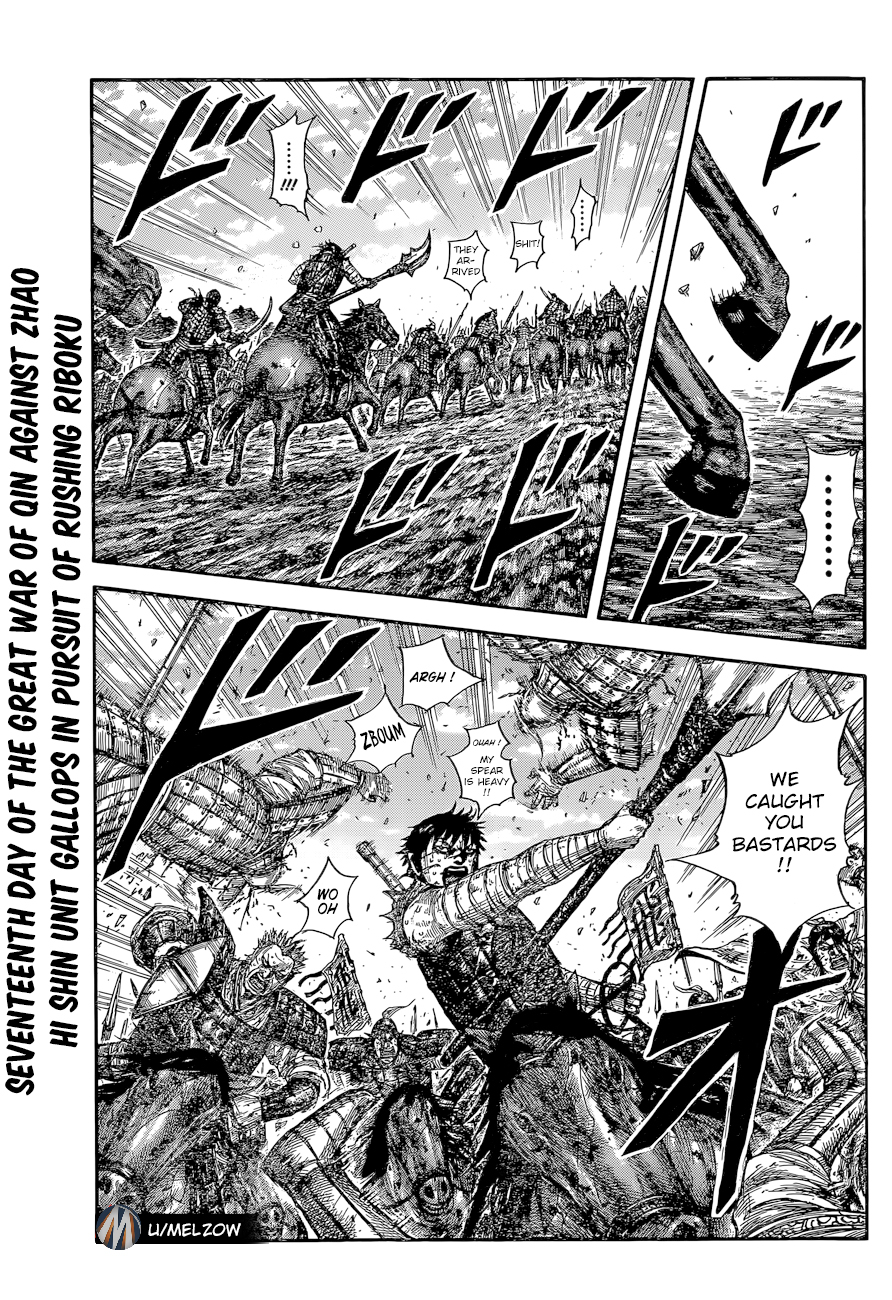 SEVENTEENTH DAY OF THE GREAT WAR OF QIN AGAINST ZHAO
HI SHIN UNIT GALLOPS IN PURSUIT OF RUSHING RIBOKU
ド
ド
.........
ド
ド
ド
ド
......
SHIT!
THEY
AR-
RIVED
......
!!!
ド
ド
WE
CAUGHT
YOU
BASTARDS
!!
OUAH !
MY
SPEAR
IS HEAVY
!!
ARGH !
ZBOUM
WO
OH
ド
オ
U/MELZOW